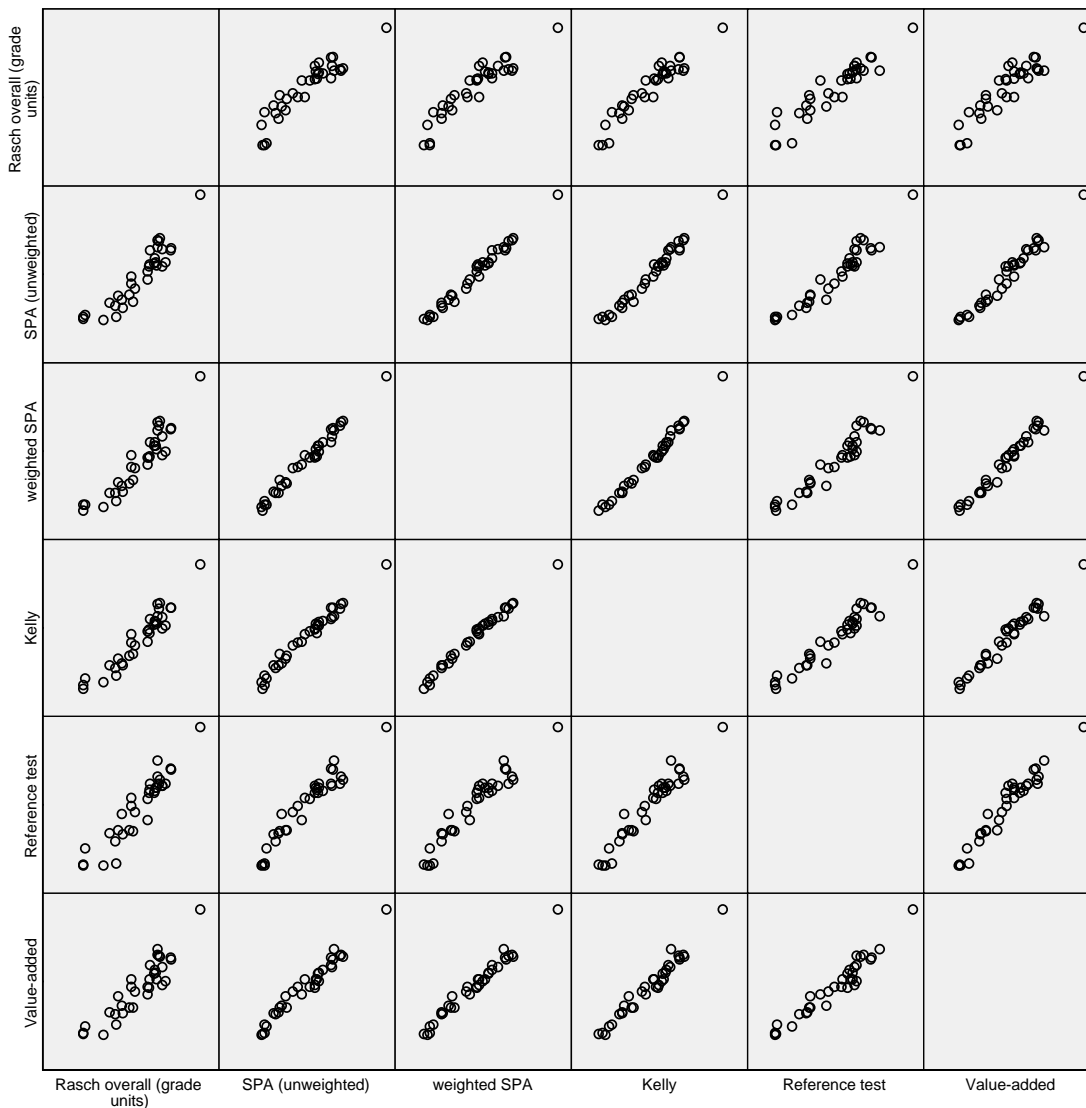 Rasch overall (grade
units)
SPA (unweighted)
weighted SPA
Kelly
Reference test
Value-added
Rasch overall (grade
units)
SPA (unweighted)
weighted SPA
Kelly
Reference test
Value-added